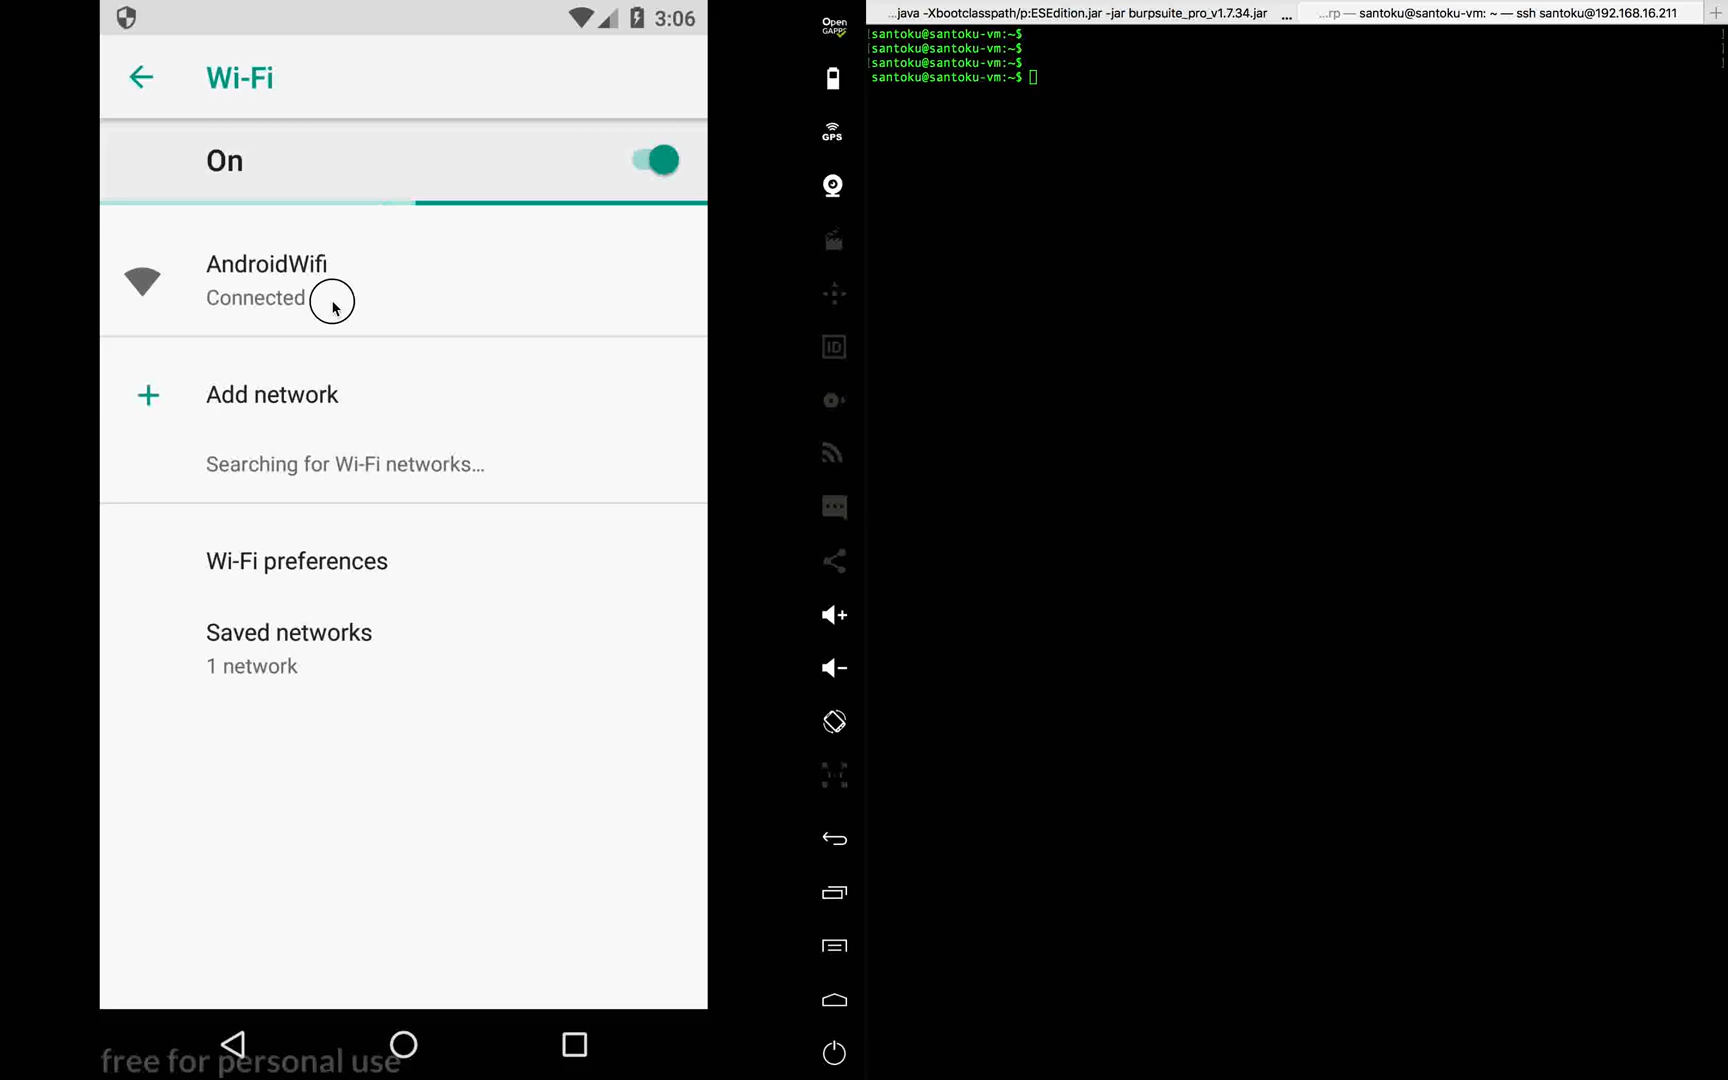 3:06
Wi-Fi
On
AndroidWifi
Connected
Add network
Searching for Wi-Fi networks…
Wi-Fi preferences
Saved networks
1 network
free for personal use
Open
GAPPS
GPS
ID
...java -Xbootclasspath/p:ESEdition.jar -jar burpsuite_pro_v1.7.34.jar ...
...rp — santoku@santoku-vm: ~ — ssh santoku@192.168.16.211
santoku@santoku-vm:~$
santoku@santoku-vm:~$
santoku@santoku-vm:~$
santoku@santoku-vm:~$